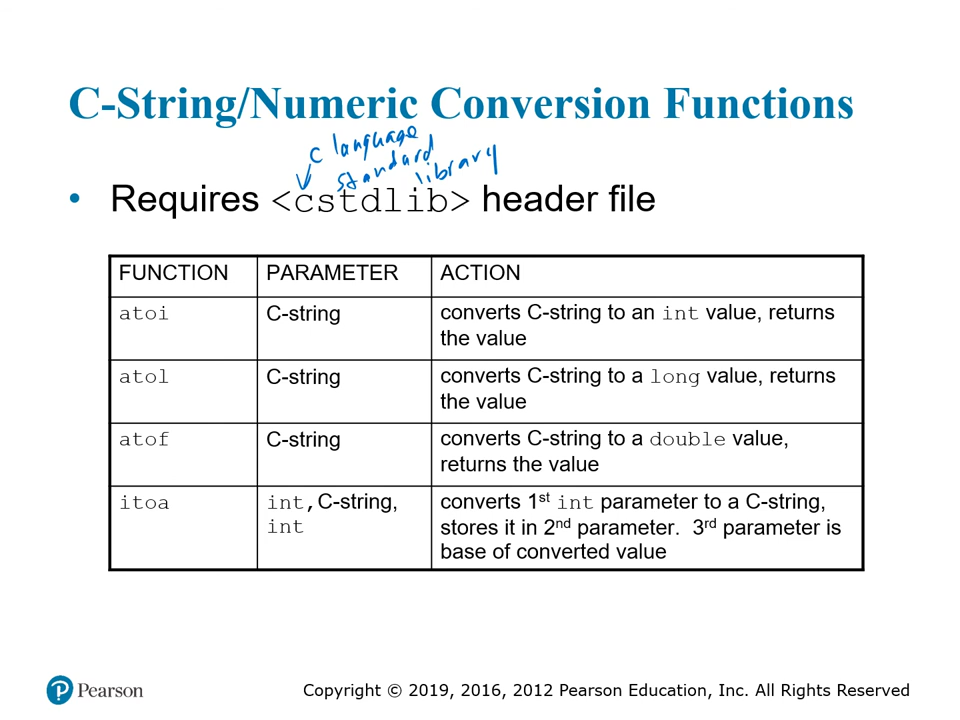 C-String/Numeric Conversion Functions
C language
standard
library
• Requires <cstdlib> header file
FUNCTION PARAMETER ACTION
atoi C-string converts C-string to an int value, returns
the value
atol C-string converts C-string to a long value, returns
the value
atof C-string converts C-string to a double value,
returns the value
itoa int, C-string, converts 1st int parameter to a C-string,
int stores it in 2nd parameter. 3rd parameter is
base of converted value
P Pearson
Copyright © 2019, 2016, 2012 Pearson Education, Inc. All Rights Reserved